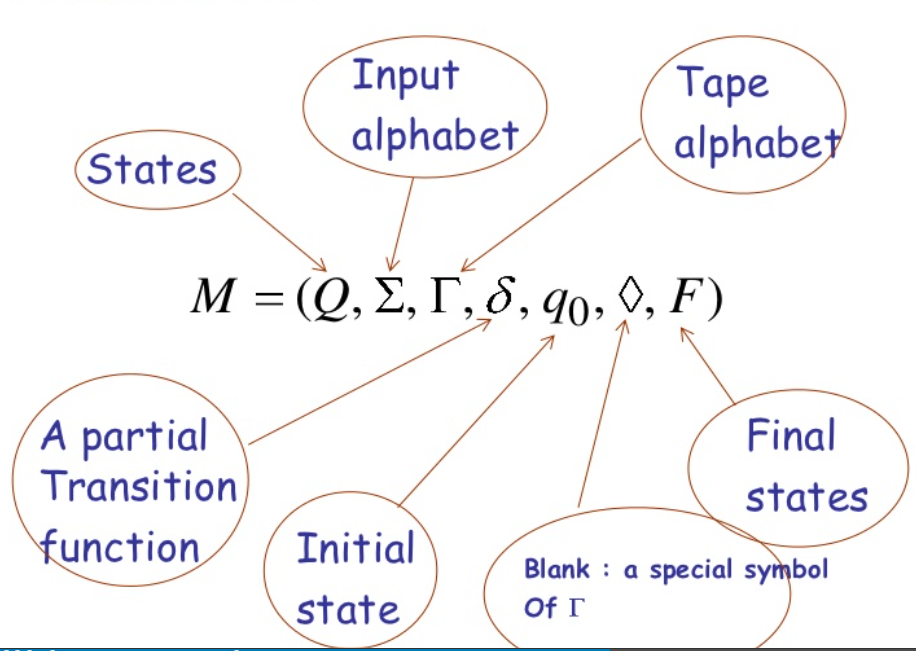 Input
alphabet
Tape
alphabet
States
M = (Q, Σ, Γ, δ, q₀, ◊, F)
A partial
Transition
function
Initial
state
Blank : a special symbol
Of Γ
Final
states